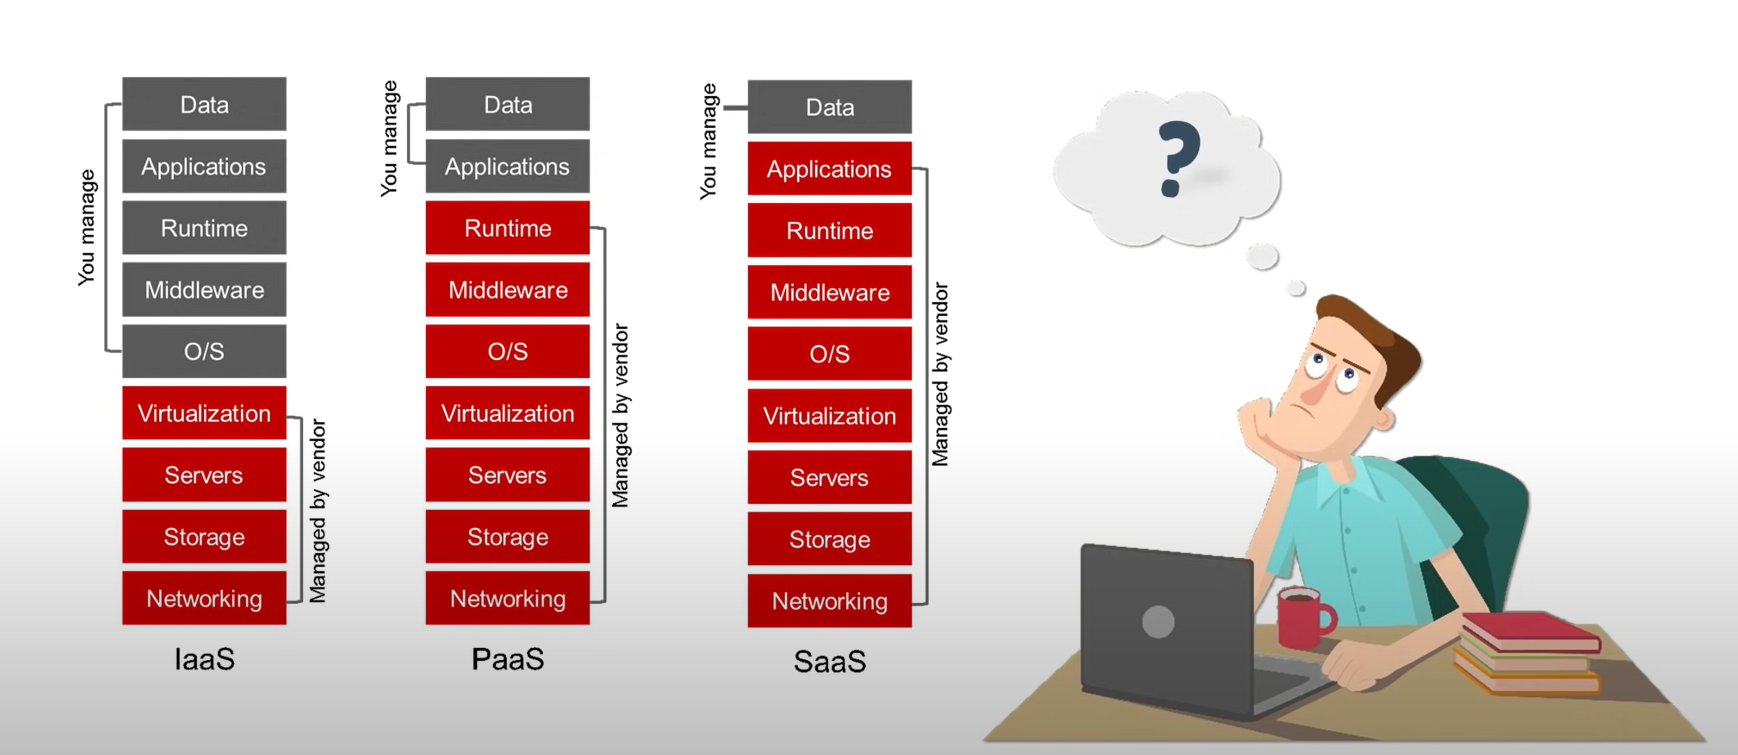 You manage
Data
Applications
Runtime
Middleware
O/S
Virtualization
Servers
Storage
Networking
Managed by vendor
IaaS
You manage
Data
Applications
Runtime
Middleware
O/S
Virtualization
Servers
Storage
Networking
Managed by vendor
PaaS
You manage
Data
Applications
Runtime
Middleware
O/S
Virtualization
Servers
Storage
Networking
Managed by vendor
SaaS
?